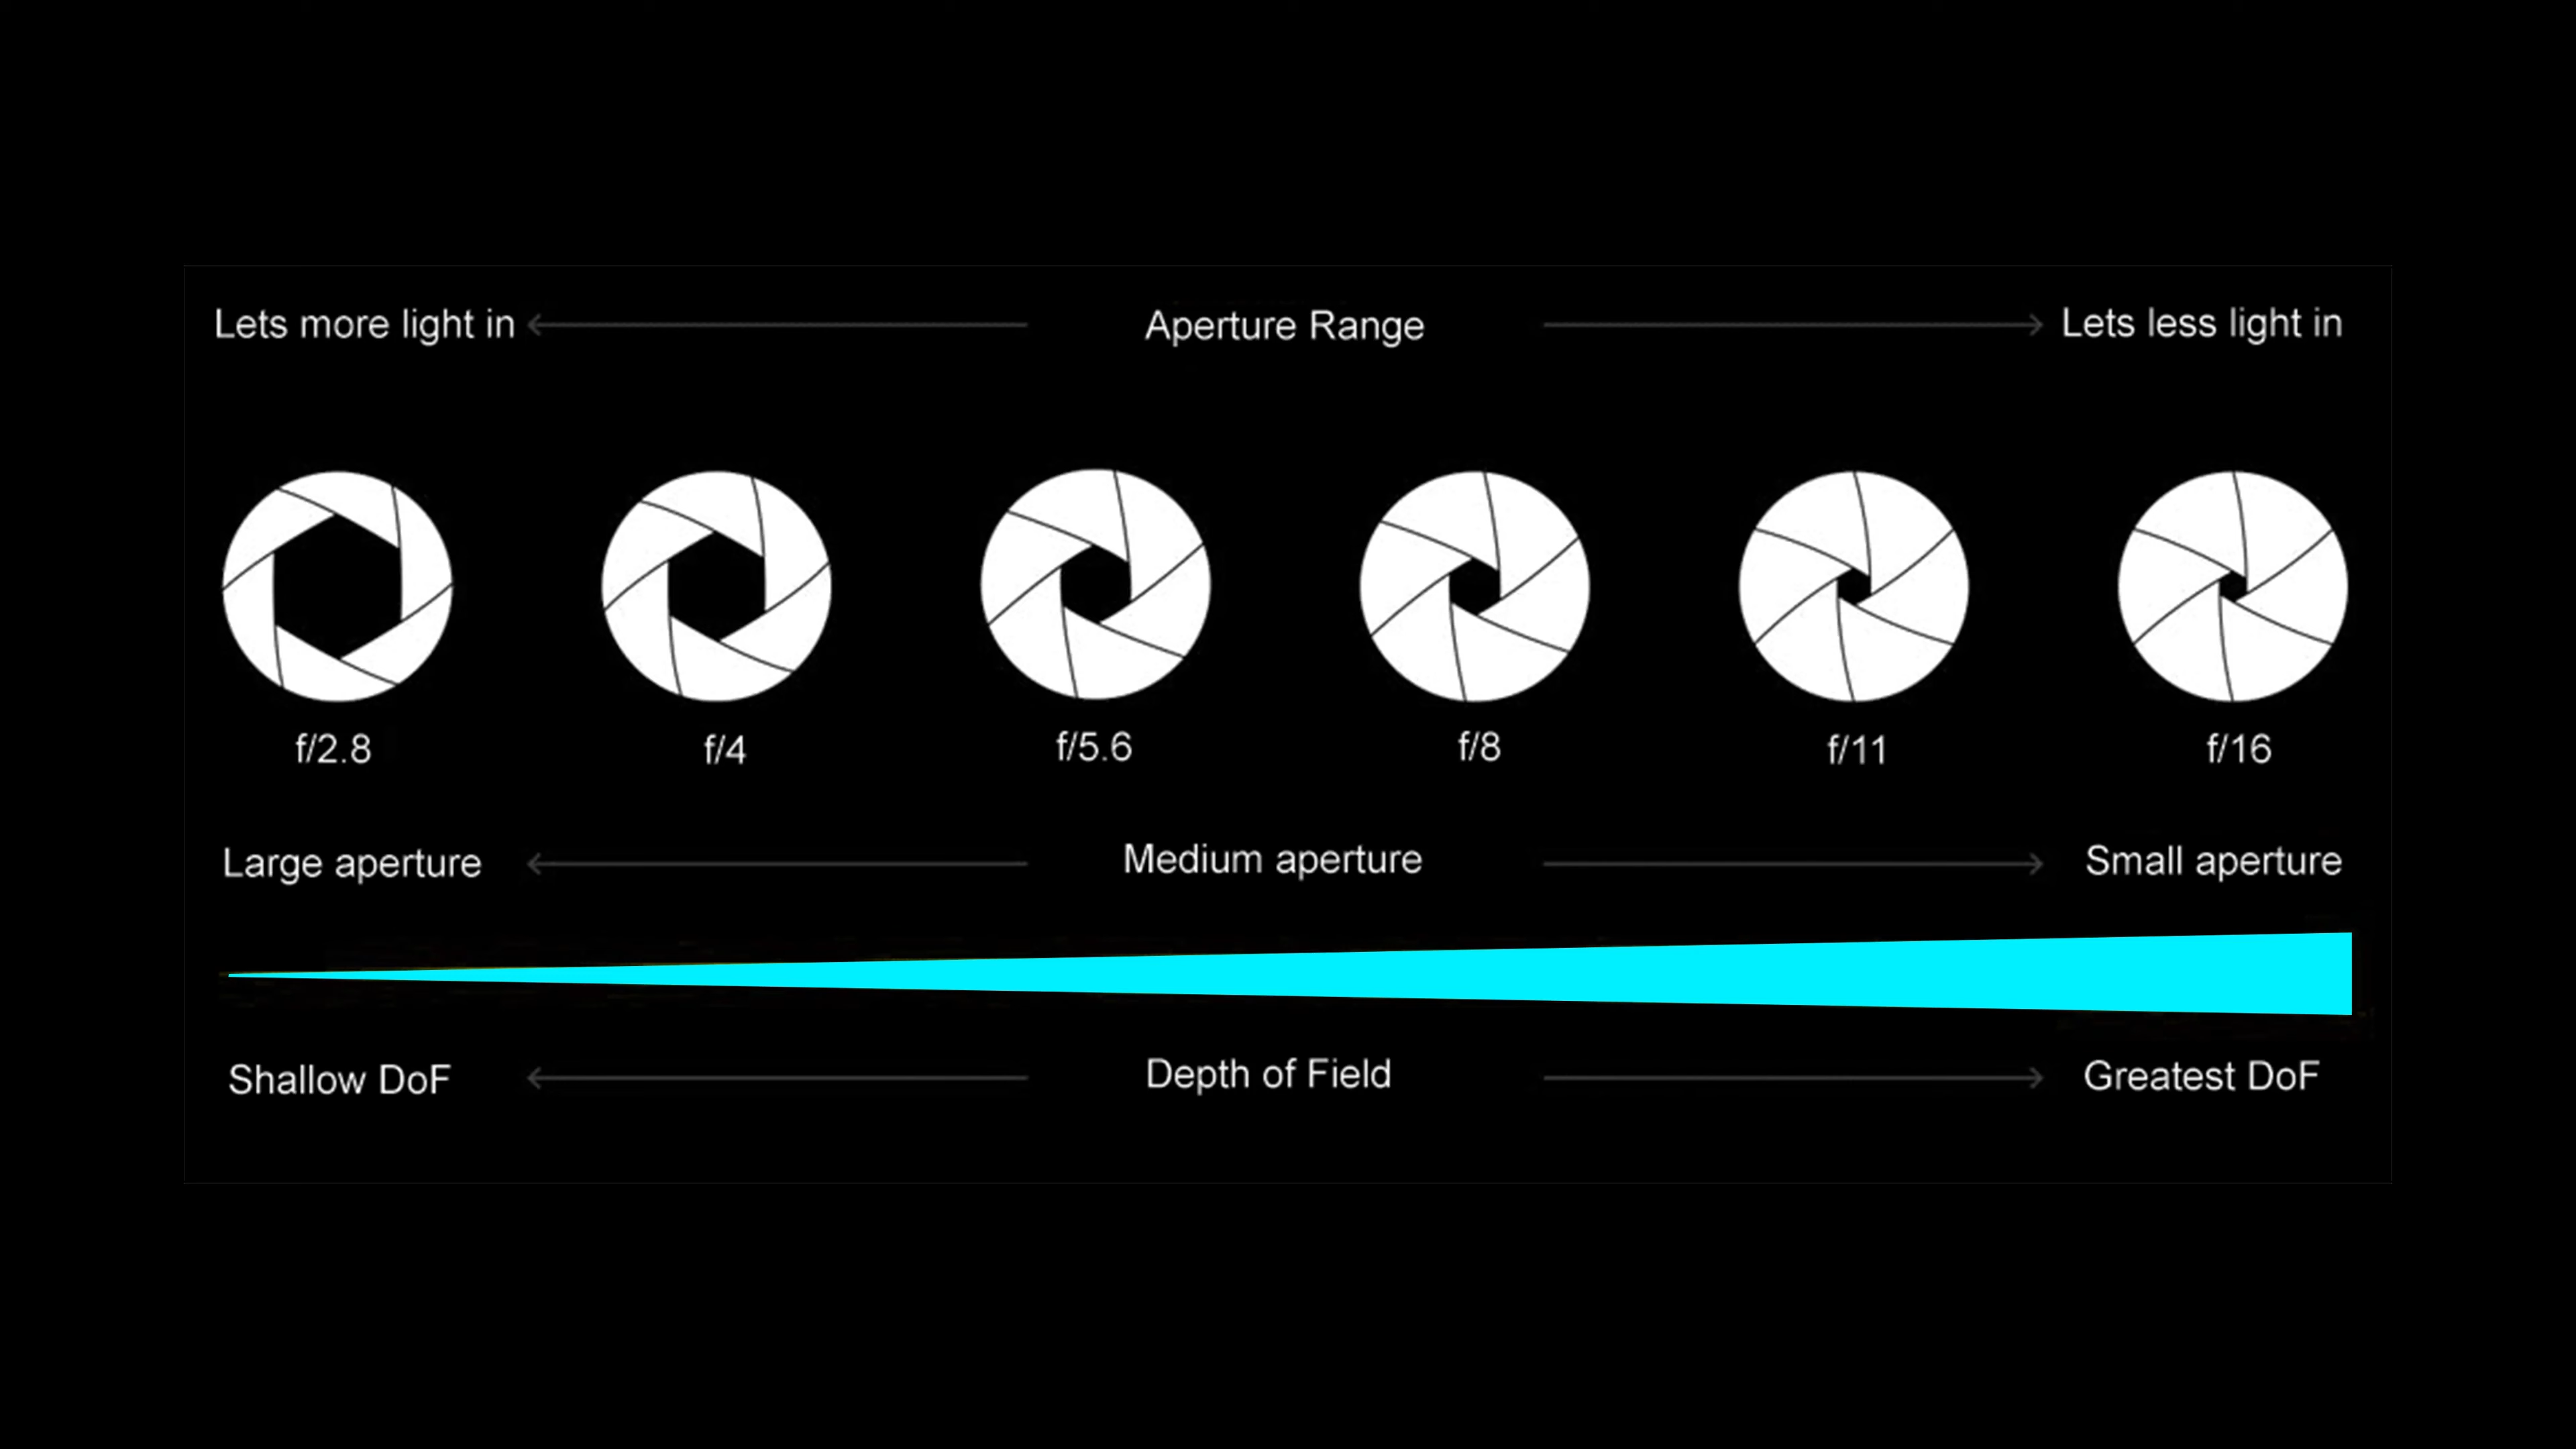 Lets more light in Aperture Range Lets less light in
f/2.8 f/4 f/5.6 f/8 f/11 f/16
Large aperture Medium aperture Small aperture
Shallow DoF Depth of Field Greatest DoF